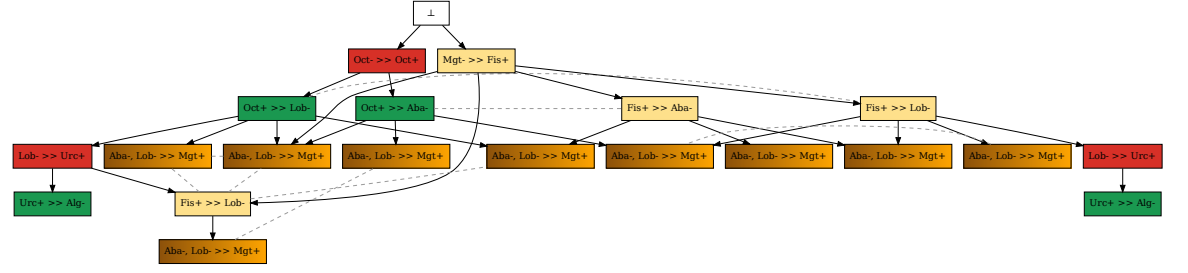 ⊥
Oct- >> Oct+
Mgt- >> Fis+
Oct+ >> Lob-
Oct+ >> Aba-
Fis+ >> Aba-
Fis+ >> Lob-
Lob- >> Urc+
Aba-, Lob- >> Mgt+
Aba-, Lob- >> Mgt+
Aba-, Lob- >> Mgt+
Aba-, Lob- >> Mgt+
Aba-, Lob- >> Mgt+
Aba-, Lob- >> Mgt+
Aba-, Lob- >> Mgt+
Aba-, Lob- >> Mgt+
Lob- >> Urc+
Urc+ >> Alg-
Fis+ >> Lob-
Urc+ >> Alg-
Aba-, Lob- >> Mgt+